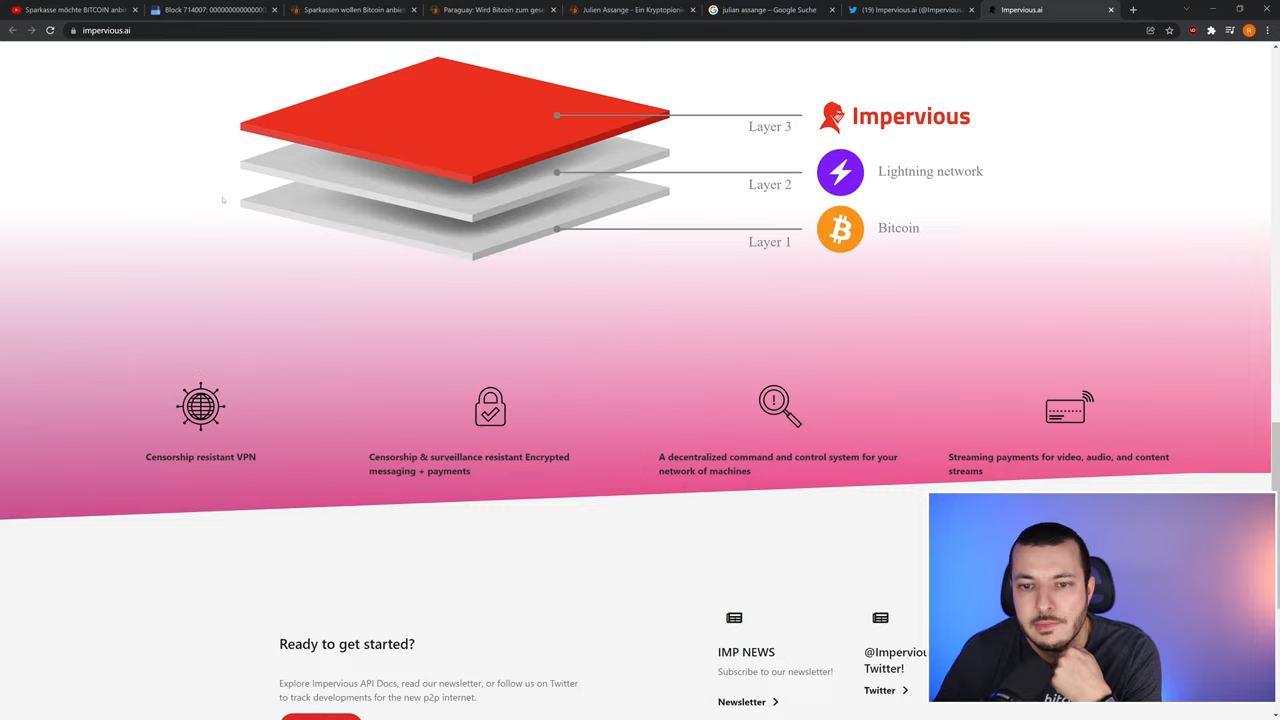 Sparkasse möchte BITCOIN anbi
Block 714007: 0000000000000
Sparkassen wollen Bitcoin anbiet
Paraguay: Wird Bitcoin zum gese
Julien Assange - Ein Kryptopionie
julian assange – Google Suche
(19) Impervious.ai (@Impervious
Impervious.ai
impervious.ai
R
Impervious
Layer 3
Lightning network
Layer 2
Bitcoin
Layer 1
Censorship resistant VPN
Censorship & surveillance resistant Encrypted
messaging + payments
A decentralized command and control system for your
network of machines
Streaming payments for video, audio, and content
streams
Ready to get started?
Explore Impervious API Docs, read our newsletter, or follow us on Twitter
to track developments for the new p2p internet.
IMP NEWS
Subscribe to our newsletter!
Newsletter
@Impervio
Twitter!
Twitter